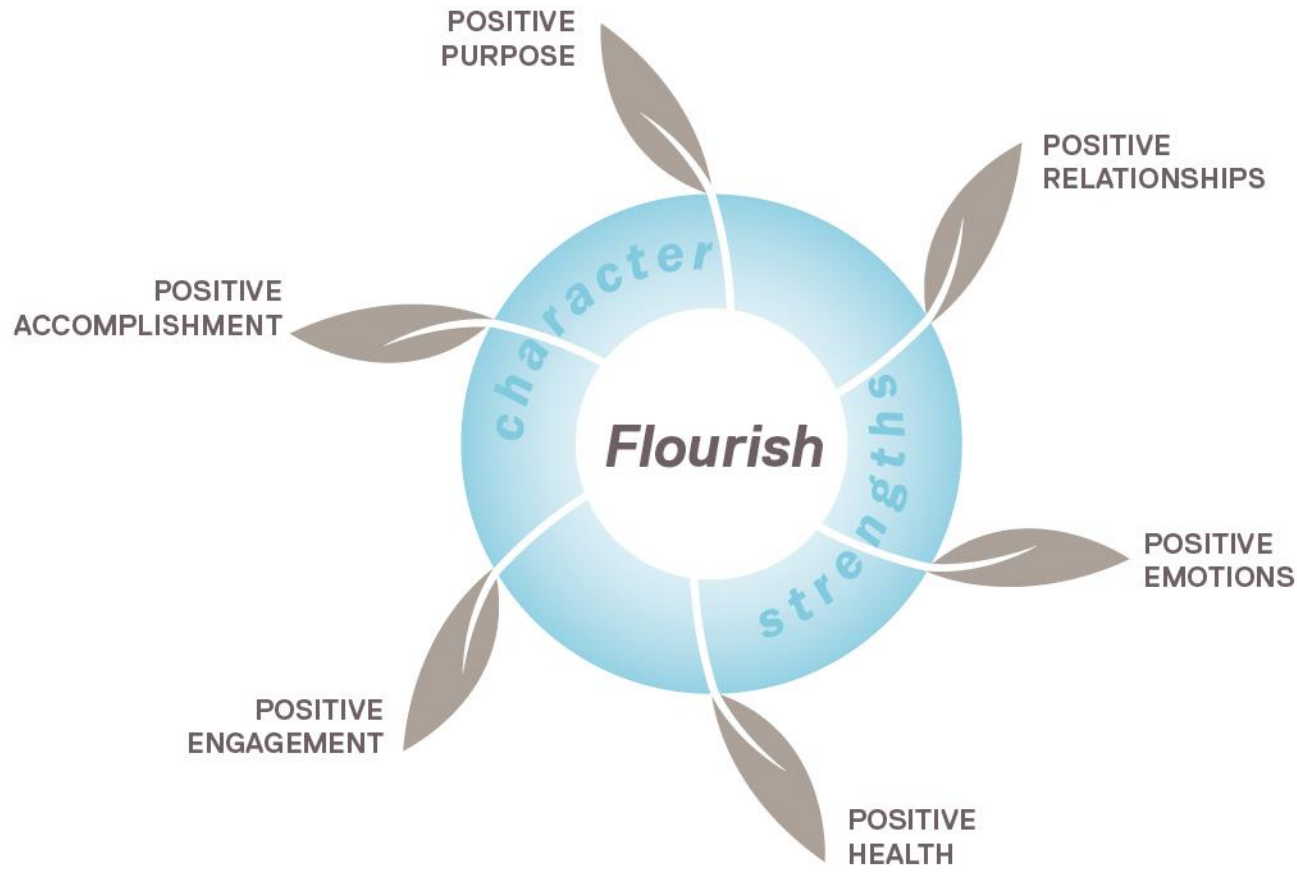 POSITIVE
PURPOSE
POSITIVE
RELATIONSHIPS
character
POSITIVE
ACCOMPLISHMENT
Flourish
strengths
POSITIVE
EMOTIONS
POSITIVE
ENGAGEMENT
POSITIVE
HEALTH